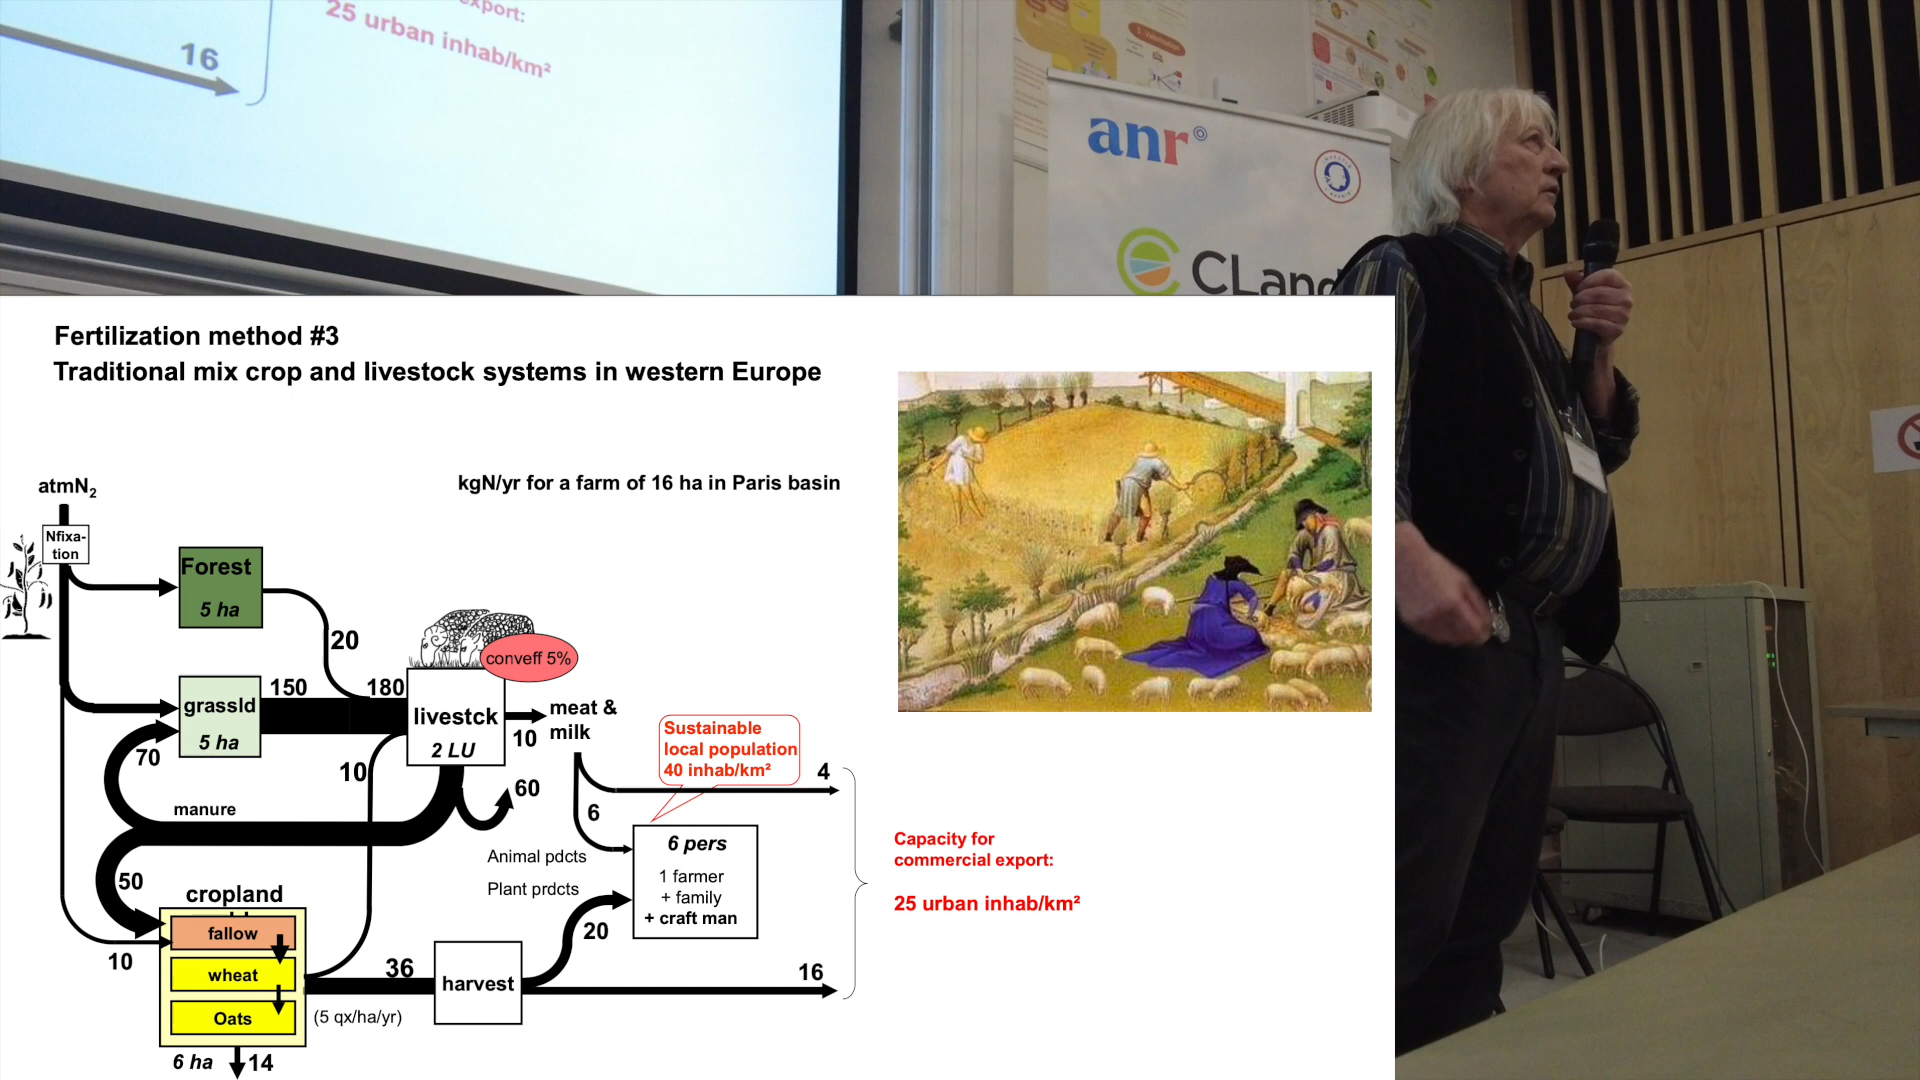 export:
25 urban inhab/km²
16
anr
CLand
Fertilization method #3
Traditional mix crop and livestock systems in western Europe
kgN/yr for a farm of 16 ha in Paris basin
atmN2
Nfixa-
tion
Forest
5 ha
20
grassld
5 ha
150
180
conveff 5%
livestck
2 LU
10
meat &
milk
70
10
60
manure
Sustainable
local population
40 inhab/km²
4
6
6 pers
1 farmer
+ family
+ craft man
Animal pdcts
Plant prdcts
Capacity for
commercial export:
25 urban inhab/km²
50
cropland
fallow
wheat
Oats
10
36
harvest
20
16
(5 qx/ha/yr)
6 ha
14